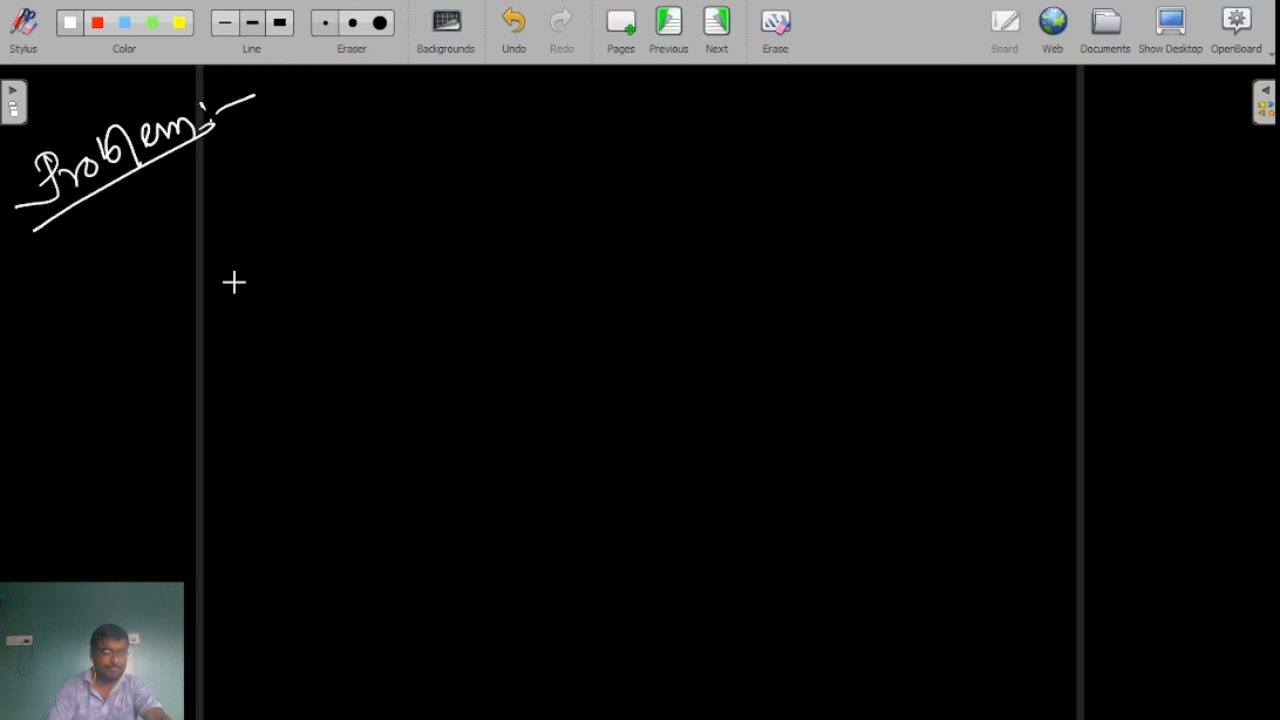 Stylus
Color
Line
Eraser
Backgrounds
Undo
Redo
Pages
Previous
Next
Erase
Board
Web
Documents
Show Desktop
OpenBoard
Problem:-